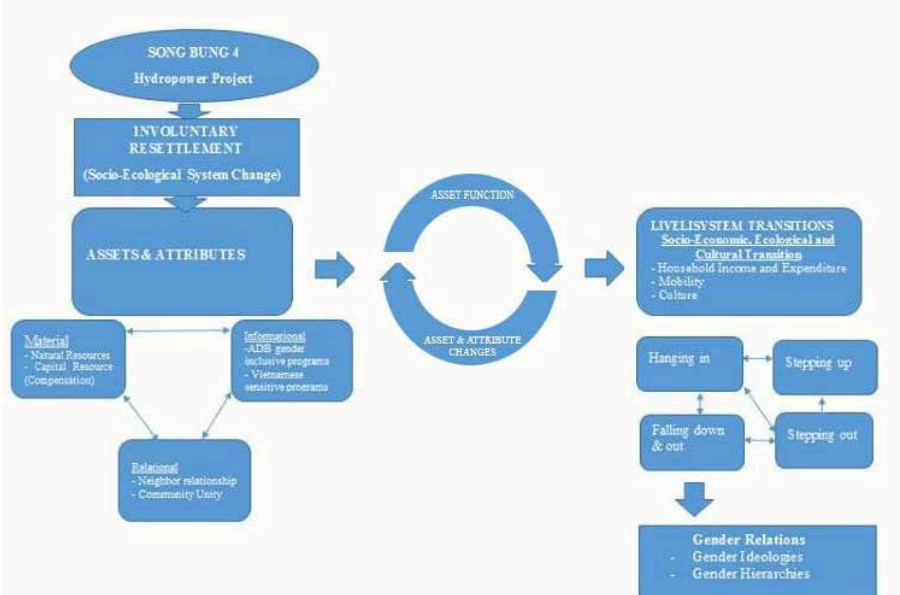 SONG BUNG 4
Hydropower Project
INVOLUNTARY
RESETTLEMENT
(Socio-Ecological System Change)
ASSETS & ATTRIBUTES
Material
- Natural Resources
- Capital Resource
(Compensation)
Informational
-ADB gender
inclusive programs
- Vietnamese
sensitive programs
Relational
- Neighbor relationship
- Community Unity
ASSET FUNCTION
ASSET & ATTRIBUTE
CHANGES
LIVELISYSTEM TRANSITIONS
Socio-Economic, Ecological and
Cultural Transition
- Household Income and Expenditure
- Mobility
- Culture
Hanging in
Stepping up
Falling down
& out
Stepping out
Gender Relations
- Gender Ideologies
- Gender Hierarchies